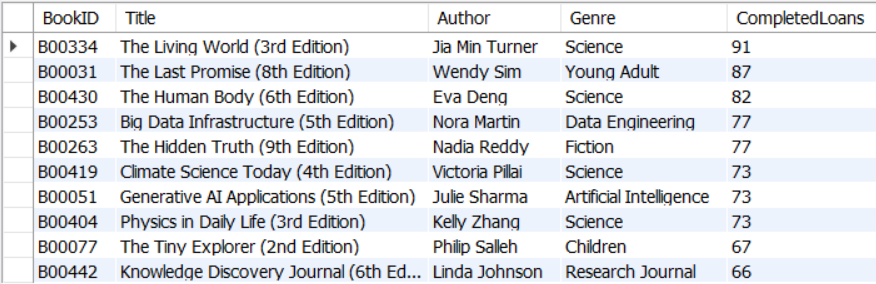 BookID Title Author Genre CompletedLoans
B00334 The Living World (3rd Edition) Jia Min Turner Science 91
B00031 The Last Promise (8th Edition) Wendy Sim Young Adult 87
B00430 The Human Body (6th Edition) Eva Deng Science 82
B00253 Big Data Infrastructure (5th Edition) Nora Martin Data Engineering 77
B00263 The Hidden Truth (9th Edition) Nadia Reddy Fiction 77
B00419 Climate Science Today (4th Edition) Victoria Pillai Science 73
B00051 Generative AI Applications (5th Edition) Julie Sharma Artificial Intelligence 73
B00404 Physics in Daily Life (3rd Edition) Kelly Zhang Science 73
B00077 The Tiny Explorer (2nd Edition) Philip Salleh Children 67
B00442 Knowledge Discovery Journal (6th Ed... Linda Johnson Research Journal 66